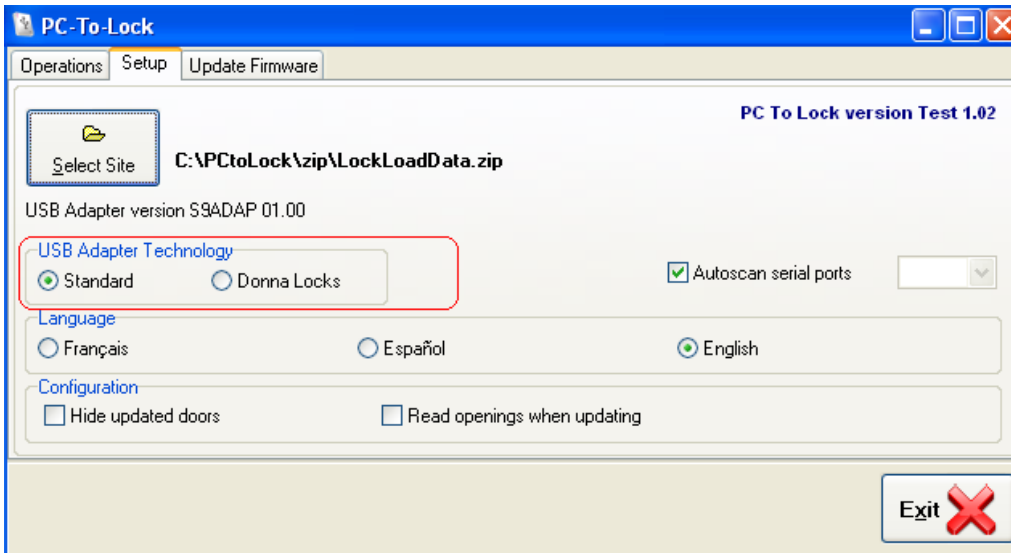 PC-To-Lock
Operations Setup Update Firmware
PC To Lock version Test 1.02
Select Site C:\PCtoLock\zip\LockLoadData.zip
USB Adapter version S9ADAP 01.00
USB Adapter Technology
Standard Donna Locks Autoscan serial ports
Language
Français Español English
Configuration
Hide updated doors Read openings when updating
Exit